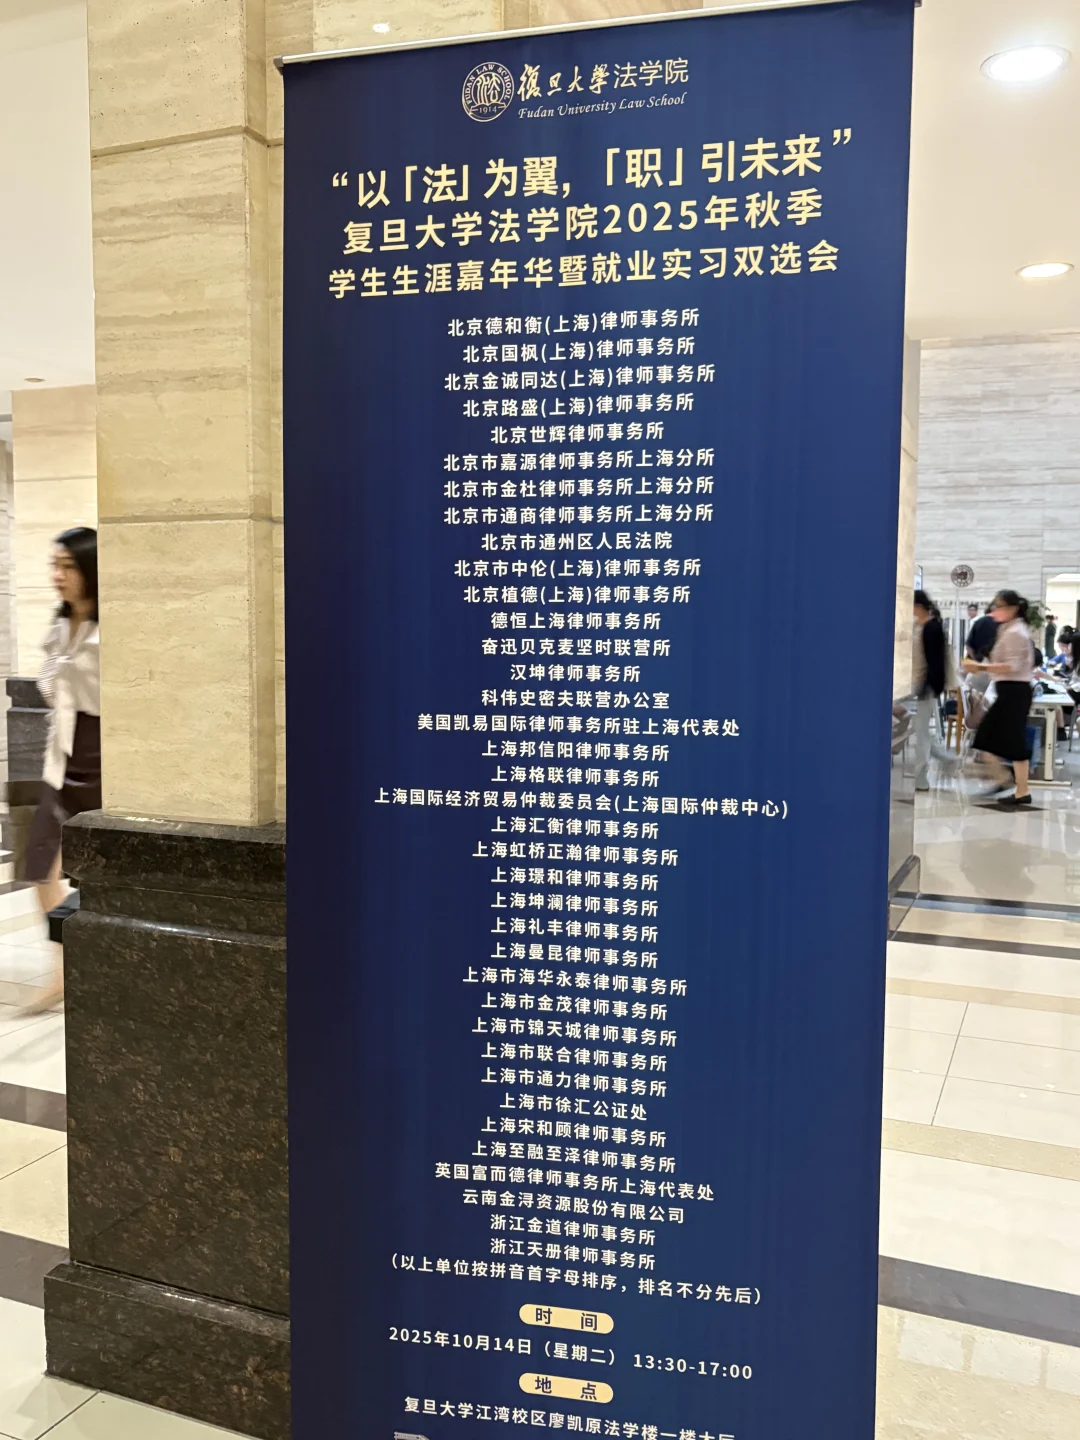 FUDAN LAW SCHOOL
1914
復旦大學法学院
Fudan University Law School
“以「法」为翼，「职」引未来”
复旦大学法学院2025年秋季
学生生涯嘉年华暨就业实习双选会
北京德和衡(上海)律师事务所
北京国枫(上海)律师事务所
北京金诚同达(上海)律师事务所
北京路盛(上海)律师事务所
北京世辉律师事务所
北京市嘉源律师事务所上海分所
北京市金杜律师事务所上海分所
北京市通商律师事务所上海分所
北京市通州区人民法院
北京市中伦(上海)律师事务所
北京植德(上海)律师事务所
德恒上海律师事务所
奋迅贝克麦坚时联营所
汉坤律师事务所
科伟史密夫联营办公室
美国凯易国际律师事务所驻上海代表处
上海邦信阳律师事务所
上海格联律师事务所
上海国际经济贸易仲裁委员会(上海国际仲裁中心)
上海汇衡律师事务所
上海虹桥正瀚律师事务所
上海璟和律师事务所
上海坤澜律师事务所
上海礼丰律师事务所
上海曼昆律师事务所
上海市海华永泰律师事务所
上海市金茂律师事务所
上海市锦天城律师事务所
上海市联合律师事务所
上海市通力律师事务所
上海市徐汇公证处
上海宋和顾律师事务所
上海至融至泽律师事务所
英国富而德律师事务所上海代表处
云南金浔资源股份有限公司
浙江金道律师事务所
浙江天册律师事务所
（以上单位按拼音首字母排序，排名不分先后）
时 间
2025年10月14日（星期二） 13:30-17:00
地 点
复旦大学江湾校区廖凯原法学楼一楼大厅